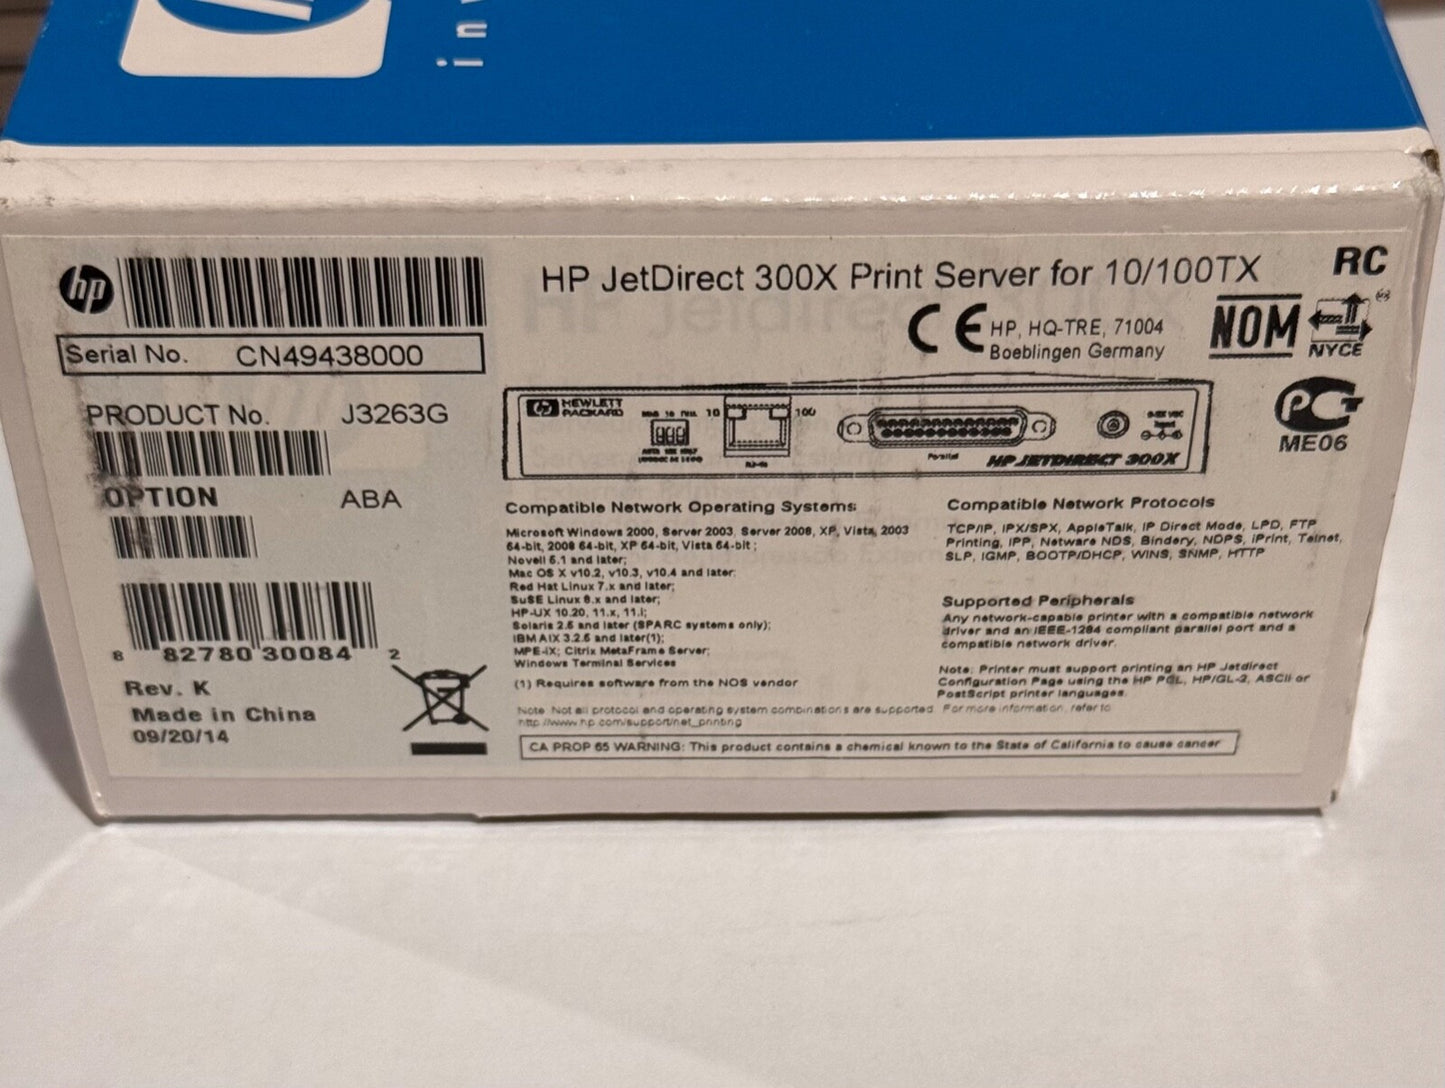 hp
inv
hp
Serial No. CN49438000
PRODUCT No. J3263G
OPTION ABA
8 82780 30084 2
Rev. K
Made in China
09/20/14
HP JetDirect 300X Print Server for 10/100TX
RC
CE HP, HQ-TRE, 71004
Boeblingen Germany
NOM
NYCE
PCT
ME06
hp HEWLETT
PACKARD
10 100
RJ-45
Parallel
HP JETDIRECT 300X
Compatible Network Operating Systems
Microsoft Windows 2000, Server 2003, Server 2008, XP, Vista, 2003
64-bit, 2008 64-bit, XP 64-bit, Vista 64-bit ;
Novell 5.1 and later;
Mac OS X v10.2, v10.3, v10.4 and later;
Red Hat Linux 7.x and later;
SuSE Linux 8.x and later;
HP-UX 10.20, 11.x, 11.i;
Solaris 2.6 and later (SPARC systems only);
IBM AIX 3.2.5 and later(1);
MPE-iX; Citrix MetaFrame Server;
Windows Terminal Services
(1) Requires software from the NOS vendor
Compatible Network Protocols
TCP/IP, IPX/SPX, AppleTalk, IP Direct Mode, LPD, FTP
Printing, IPP, Netware NDS, Bindery, NDPS, iPrint, Telnet,
SLP, IGMP, BOOTP/DHCP, WINS, SNMP, HTTP
Supported Peripherals
Any network-capable printer with a compatible network
driver and an IEEE-1284 compliant parallel port and a
compatible network driver.
Note: Printer must support printing an HP Jetdirect
Configuration Page using the HP PCL, HP/GL-2, ASCII or
PostScript printer languages.
Note: Not all protocol and operating system combinations are supported. For more information, refer to
http://www.hp.com/support/net_printing
CA PROP 65 WARNING: This product contains a chemical known to the State of California to cause cancer